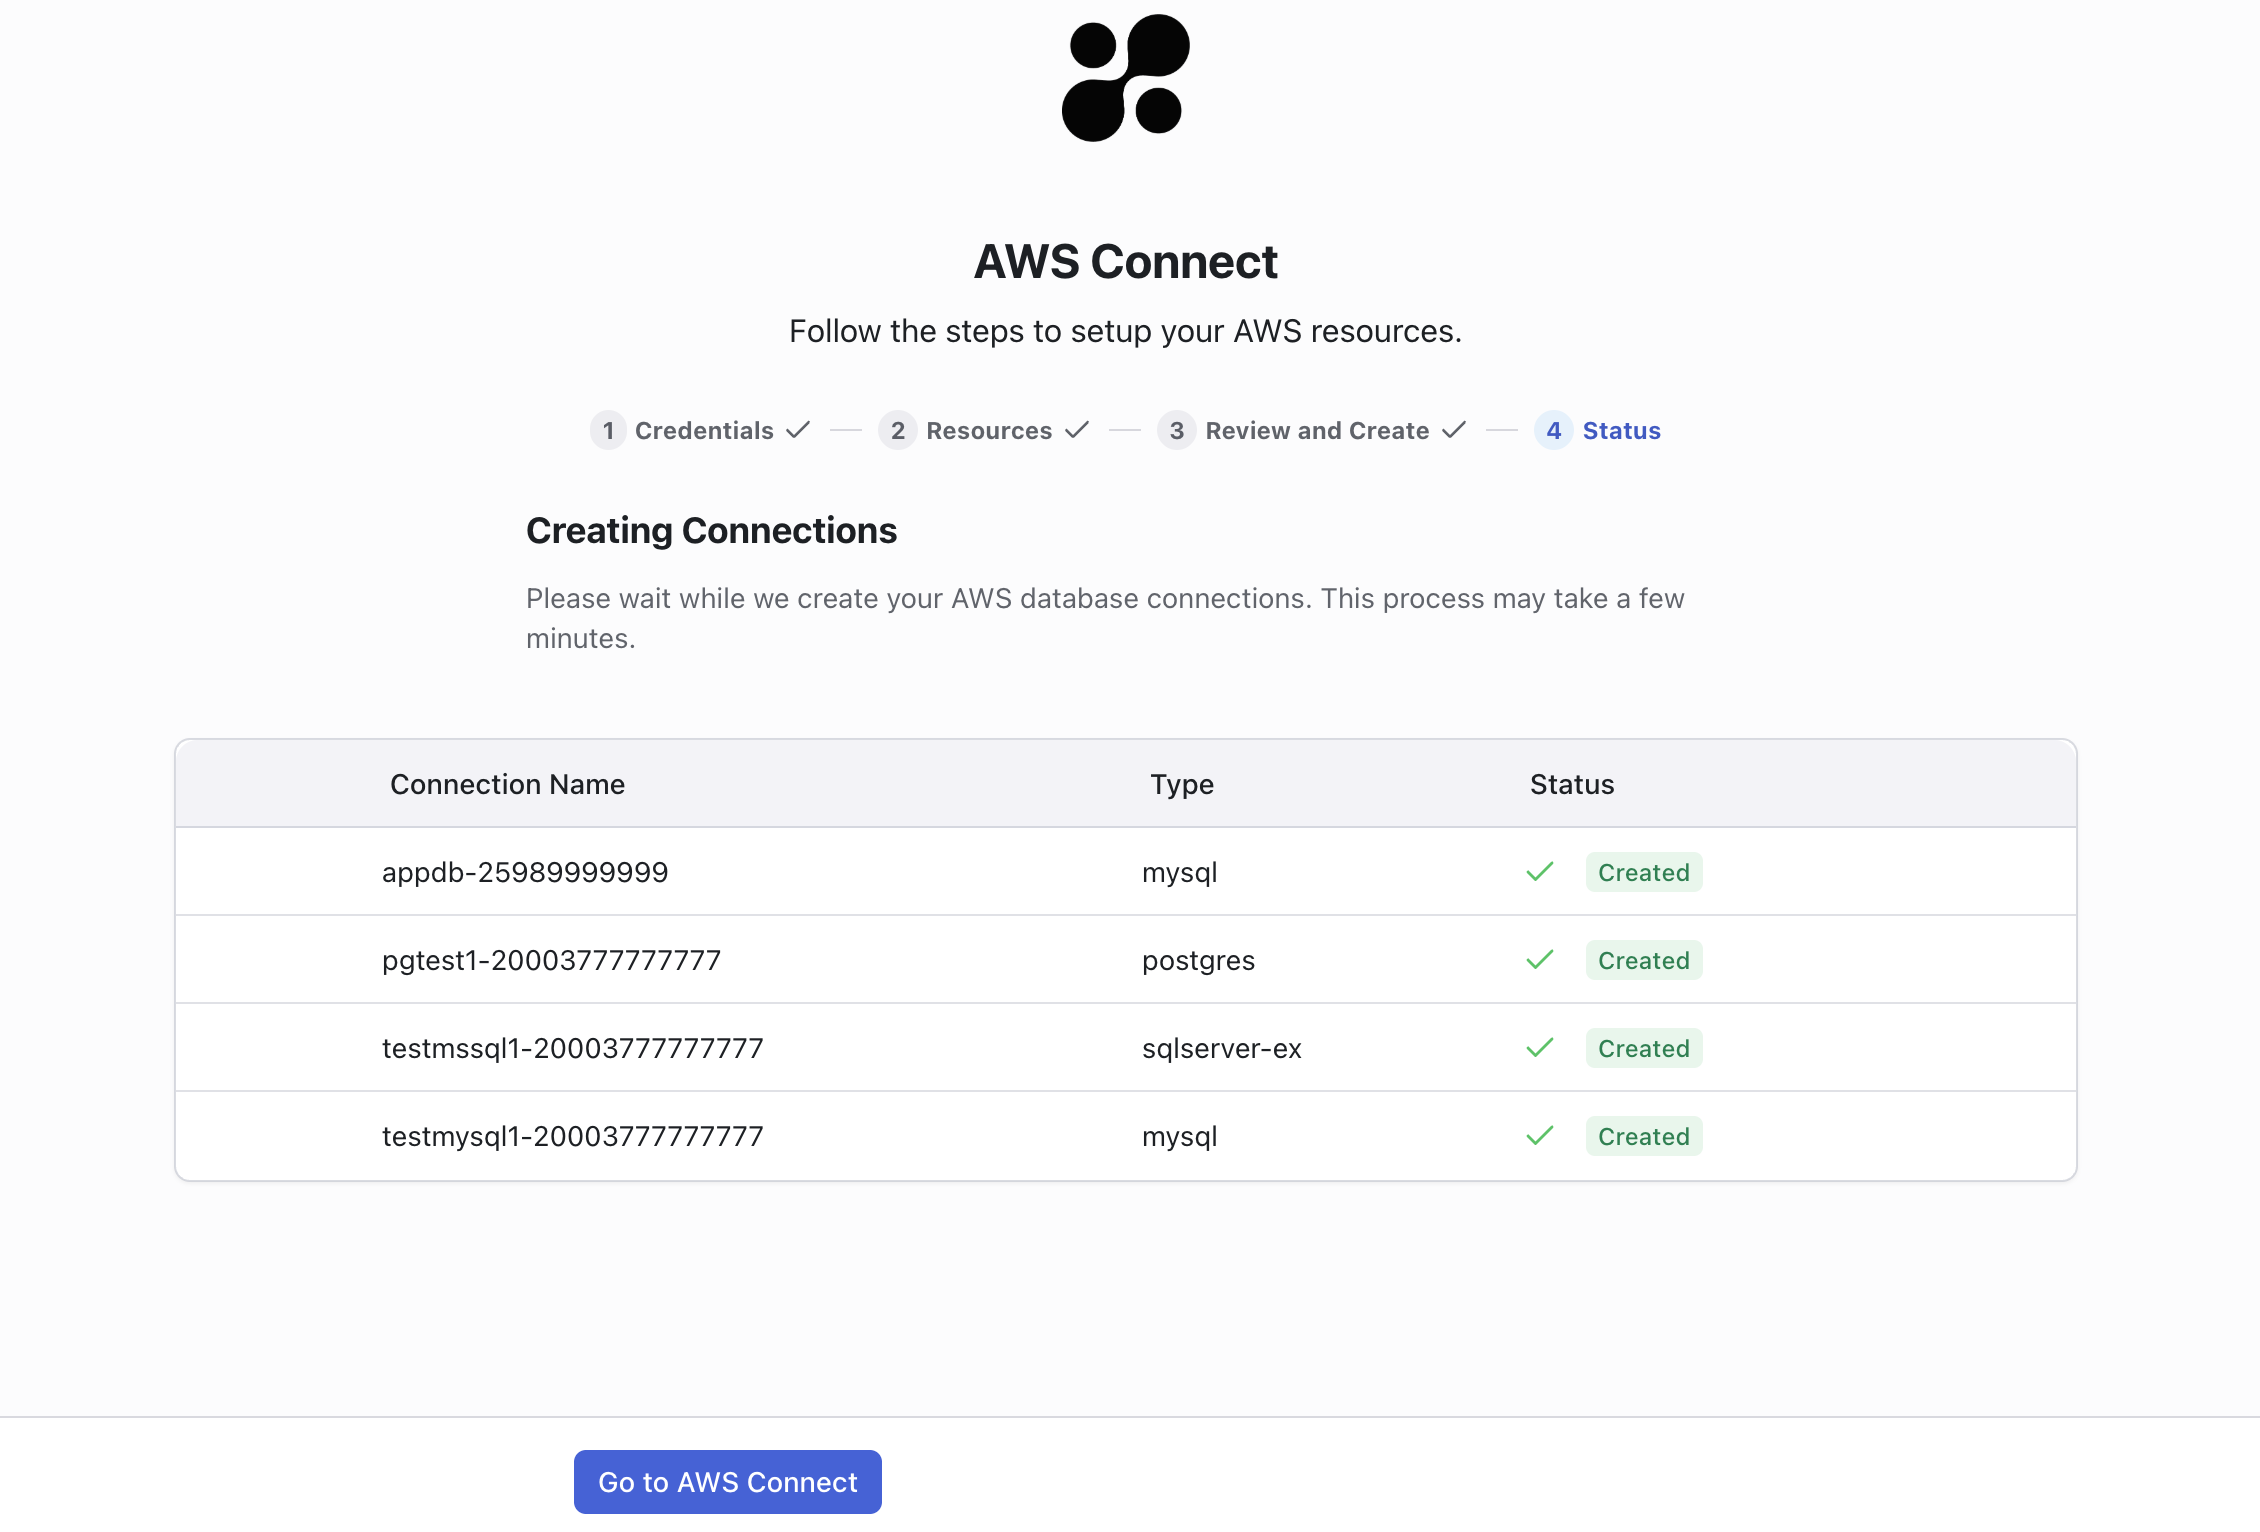 AWS Connect
Follow the steps to setup your AWS resources.
1 Credentials 2 Resources 3 Review and Create 4 Status
Creating Connections
Please wait while we create your AWS database connections. This process may take a few
minutes.
Connection Name Type Status
appdb-25989999999 mysql Created
pgtest1-20003777777777 postgres Created
testmssql1-20003777777777 sqlserver-ex Created
testmysql1-20003777777777 mysql Created
Go to AWS Connect